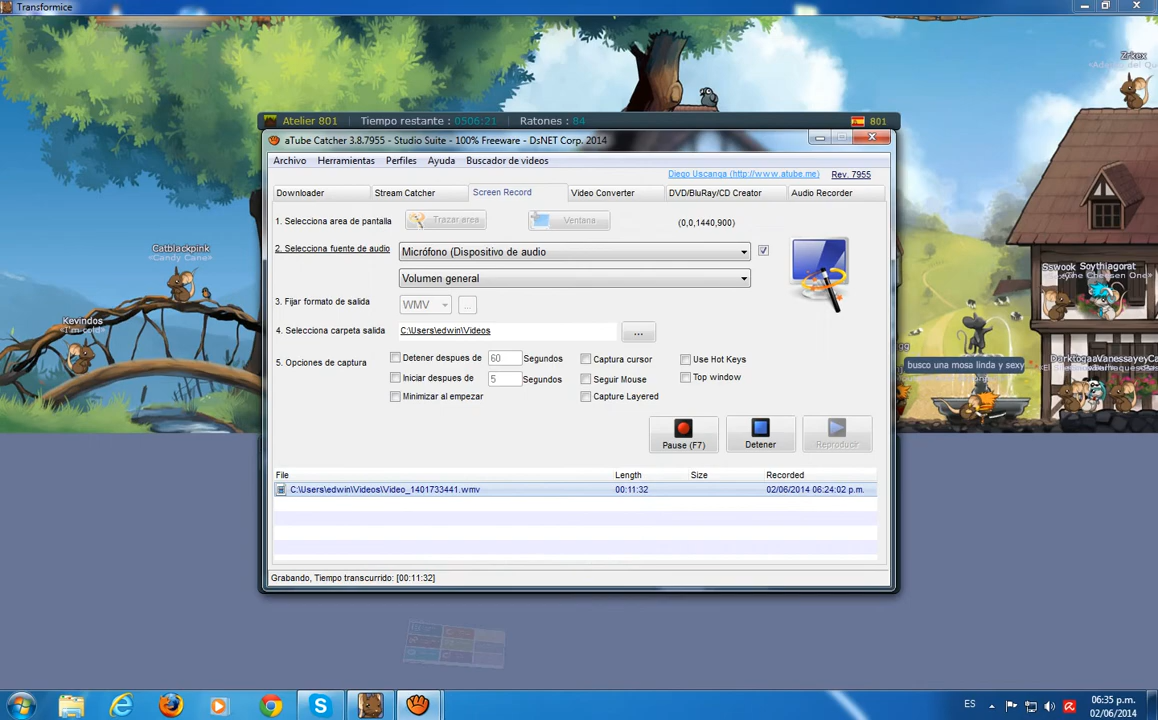 Transformice
Zrkex
Atelier 801 | Tiempo restante : 0506:21 | Ratones : 84
801
aTube Catcher 3.8.7955 - Studio Suite - 100% Freeware - DsNET Corp. 2014
Archivo Herramientas Perfiles Ayuda Buscador de videos
Diego Uscanga (http://www.atube.me) Rev. 7955
Downloader Stream Catcher Screen Record Video Converter DVD/BluRay/CD Creator Audio Recorder
1. Selecciona area de pantalla Trazar area Ventana (0,0,1440,900)
2. Selecciona fuente de audio Micrófono (Dispositivo de audio
Volumen general
3. Fijar formato de salida WMV ...
4. Selecciona carpeta salida C:\Users\edwin\Videos ...
5. Opciones de captura
Detener despues de 60 Segundos Captura cursor Use Hot Keys
Iniciar despues de 5 Segundos Seguir Mouse Top window
Minimizar al empezar Capture Layered
Pause (F7) Detener Reproducir
File Length Size Recorded
C:\Users\edwin\Videos\Video_1401733441.wmv 00:11:32 02/06/2014 06:24:02 p.m.
Grabando, Tiempo transcurrido: [00:11:32]
Catblackpink
«Candy Cane»
Kevindos
«I'm cold»
Sswook Soythiagorat
«The Cheesen One»
busco una mosa linda y sexy
ES 06:35 p.m.
02/06/2014